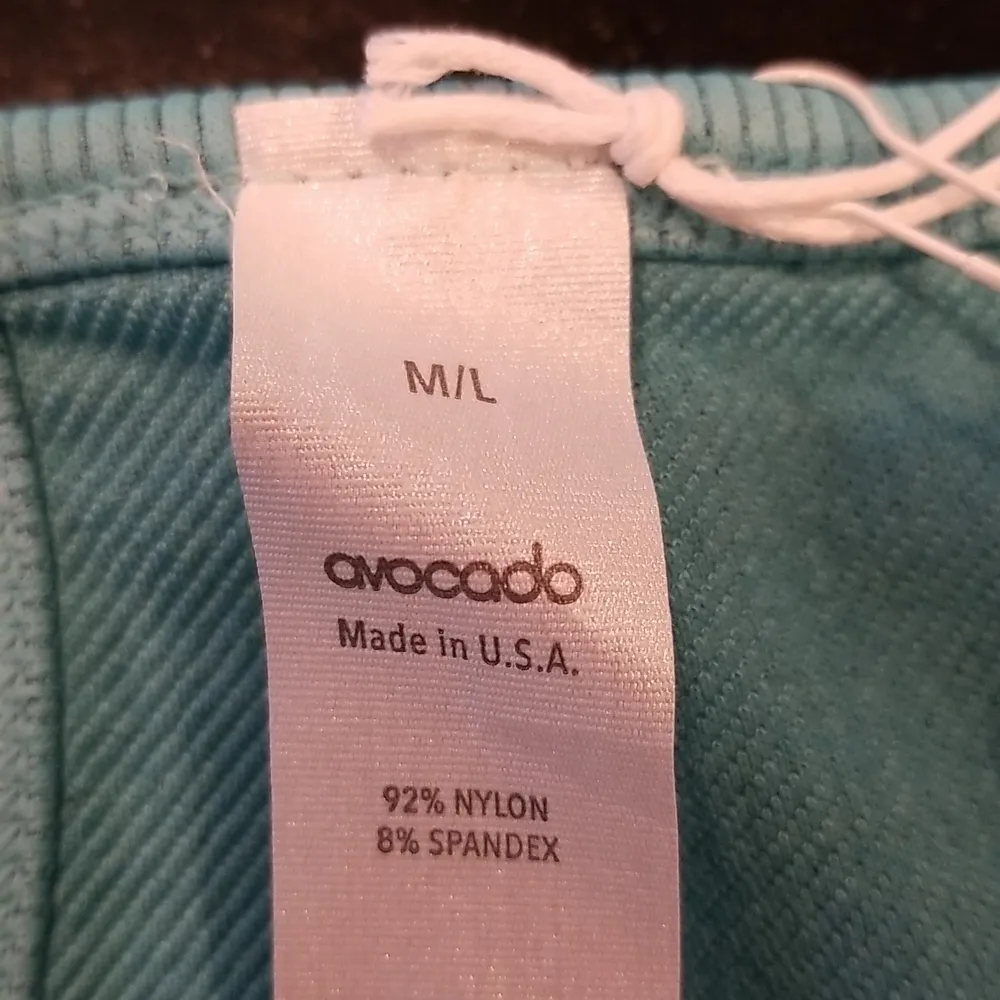 M/L
avocado
Made in U.S.A.
92% NYLON
8% SPANDEX